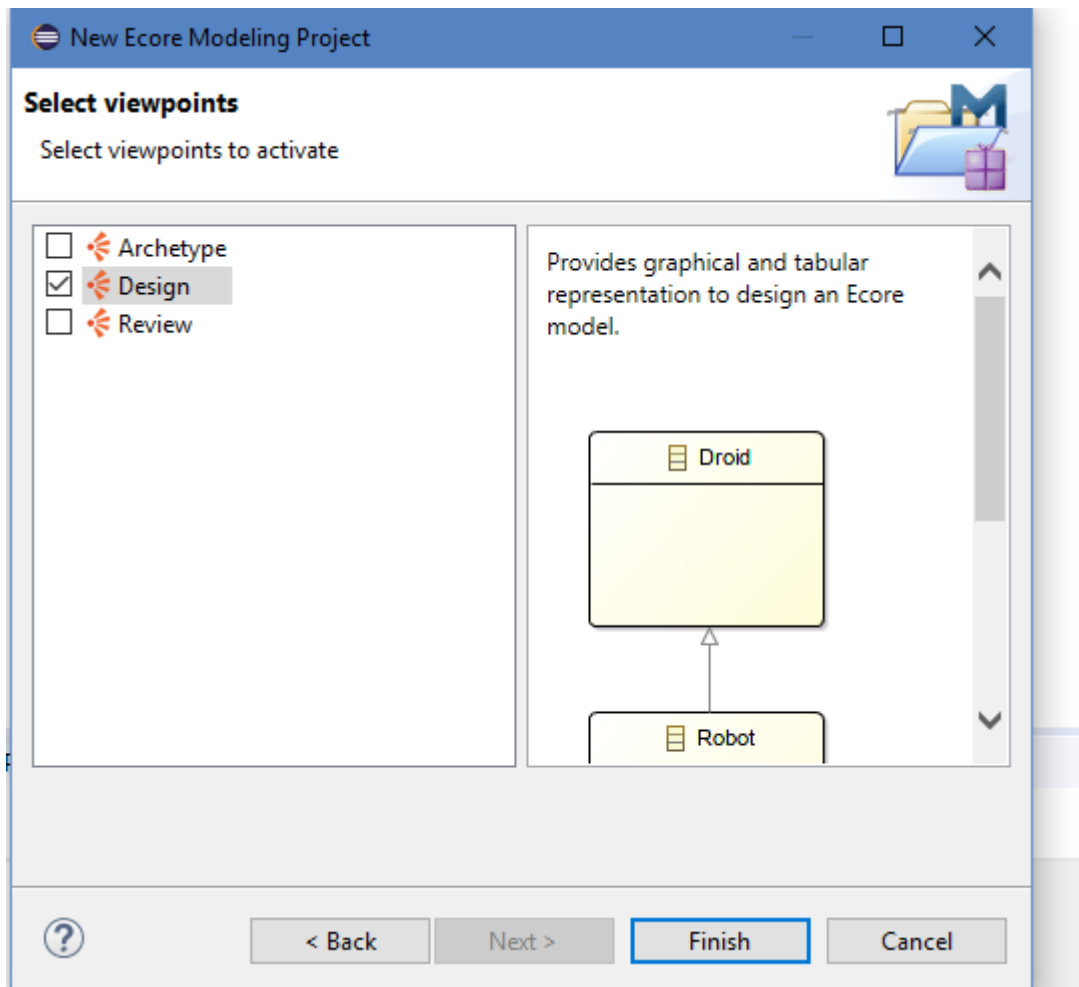 New Ecore Modeling Project
Select viewpoints
Select viewpoints to activate
M
Archetype
Design
Review
Provides graphical and tabular
representation to design an Ecore
model.
Droid
Robot
?
< Back
Next >
Finish
Cancel